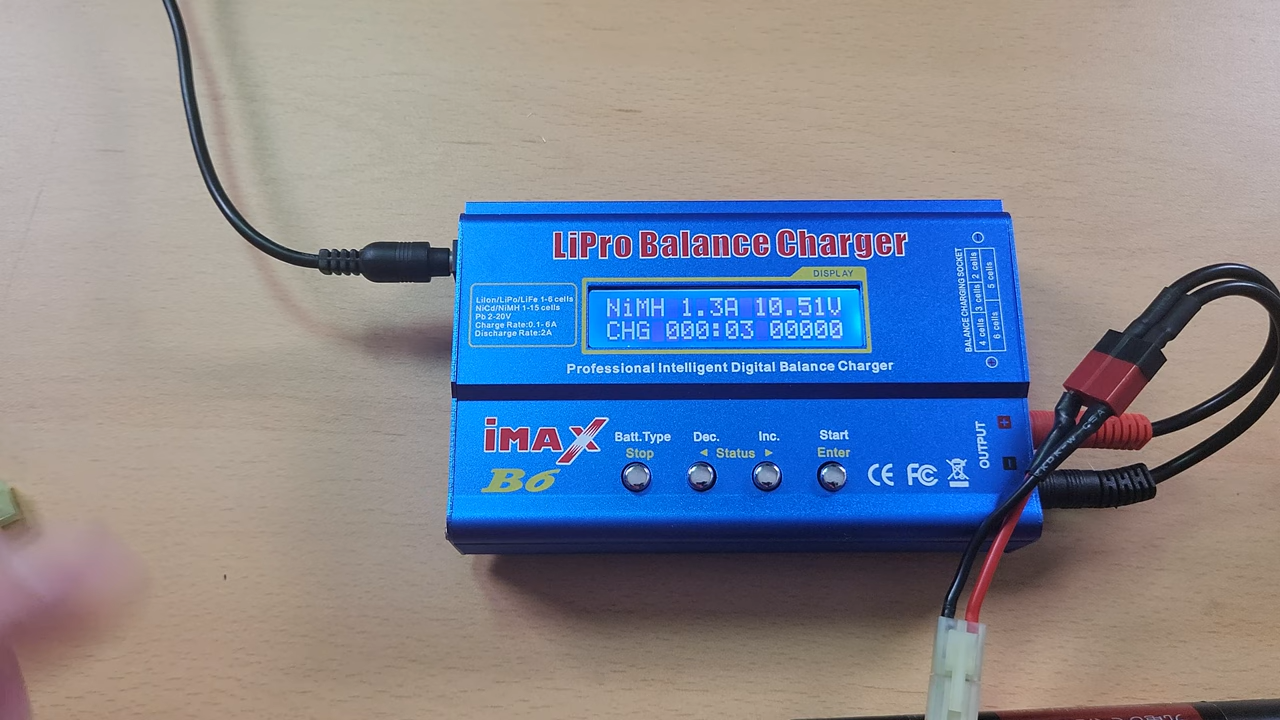 LiPro Balance Charger
DISPLAY
NiMH 1.3A 10.51V
CHG 000:03 00000
LiIon/LiPo/LiFe 1-6 cells
NiCd/NiMH 1-15 cells
Pb 2-20V
Charge Rate:0.1-6A
Discharge Rate:2A
Professional Intelligent Digital Balance Charger
BALANCE CHARGING SOCKET
4 cells 3 cells 2 cells
6 cells 5 cells
iMAX
B6
Batt.Type Dec. Inc. Start
Stop ◄ Status ► Enter
CE FC
OUTPUT
+
-